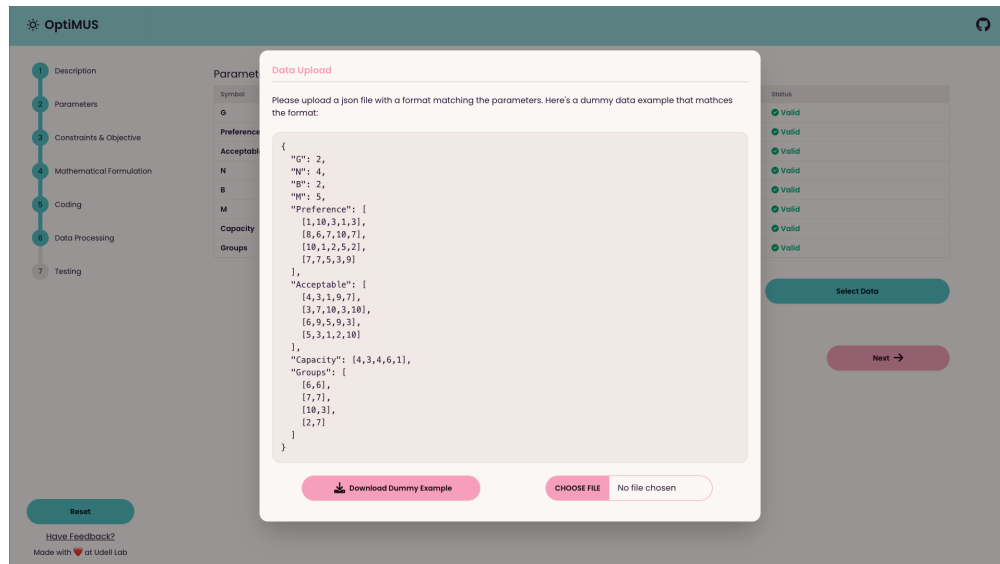 OptiMUS
1 Description
2 Parameters
3 Constraints & Objective
4 Mathematical Formulation
5 Coding
6 Data Processing
7 Testing
Reset
Have Feedback?
Made with ❤️ at Udell Lab
Paramet
Symbol
G
Preference
Acceptabl
N
B
M
Capacity
Groups
Data Upload
Please upload a json file with a format matching the parameters. Here's a dummy data example that mathces
the format:
{
"G": 2,
"N": 4,
"B": 2,
"M": 5,
"Preference": [
[1,10,3,1,3],
[8,6,7,10,7],
[10,1,2,5,2],
[7,7,5,3,9]
],
"Acceptable": [
[4,3,1,9,7],
[3,7,10,3,10],
[6,9,5,9,3],
[5,3,1,2,10]
],
"Capacity": [4,3,4,6,1],
"Groups": [
[6,6],
[7,7],
[10,3],
[2,7]
]
}
Download Dummy Example
CHOOSE FILE No file chosen
Status
Valid
Valid
Valid
Valid
Valid
Valid
Valid
Valid
Select Data
Next →